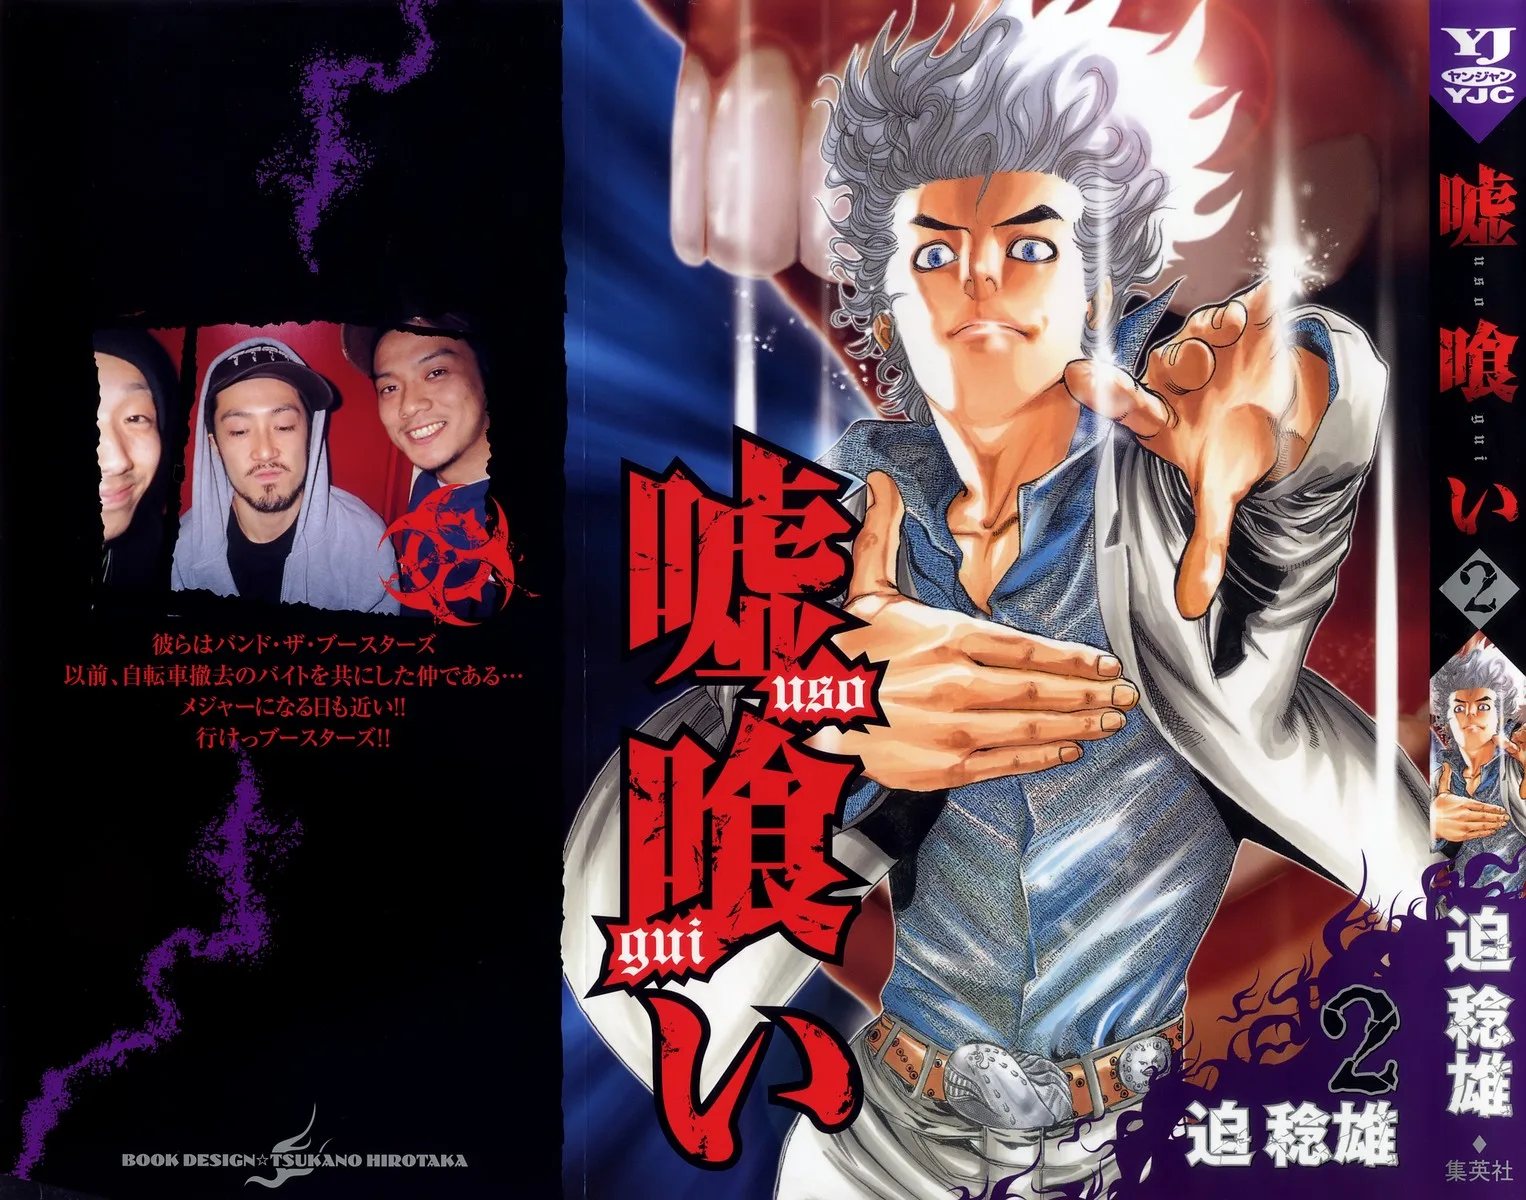 彼らはバンド・ザ・ブースターズ
以前、自転車撤去のバイトを共にした仲である…
メジャーになる日も近い!!
行けっブースターズ!!
BOOK DESIGN☆TSUKANO HIROTAKA
嘘喰い
uso
gui
2
迫稔雄
YJ
ヤンジャン
YJC
嘘喰い
uso
gui
2
迫稔雄
集英社